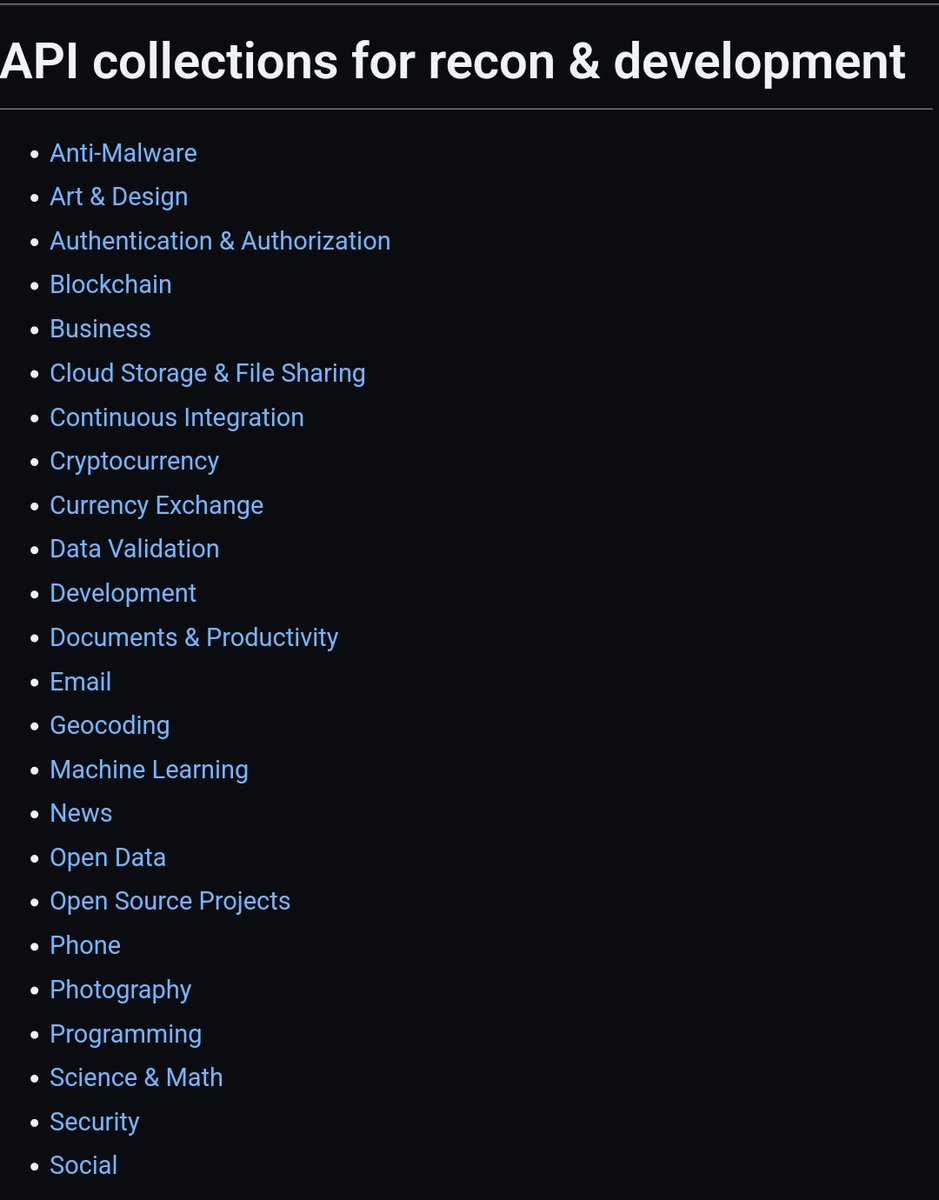 API collections for recon & development
• Anti-Malware
• Art & Design
• Authentication & Authorization
• Blockchain
• Business
• Cloud Storage & File Sharing
• Continuous Integration
• Cryptocurrency
• Currency Exchange
• Data Validation
• Development
• Documents & Productivity
• Email
• Geocoding
• Machine Learning
• News
• Open Data
• Open Source Projects
• Phone
• Photography
• Programming
• Science & Math
• Security
• Social